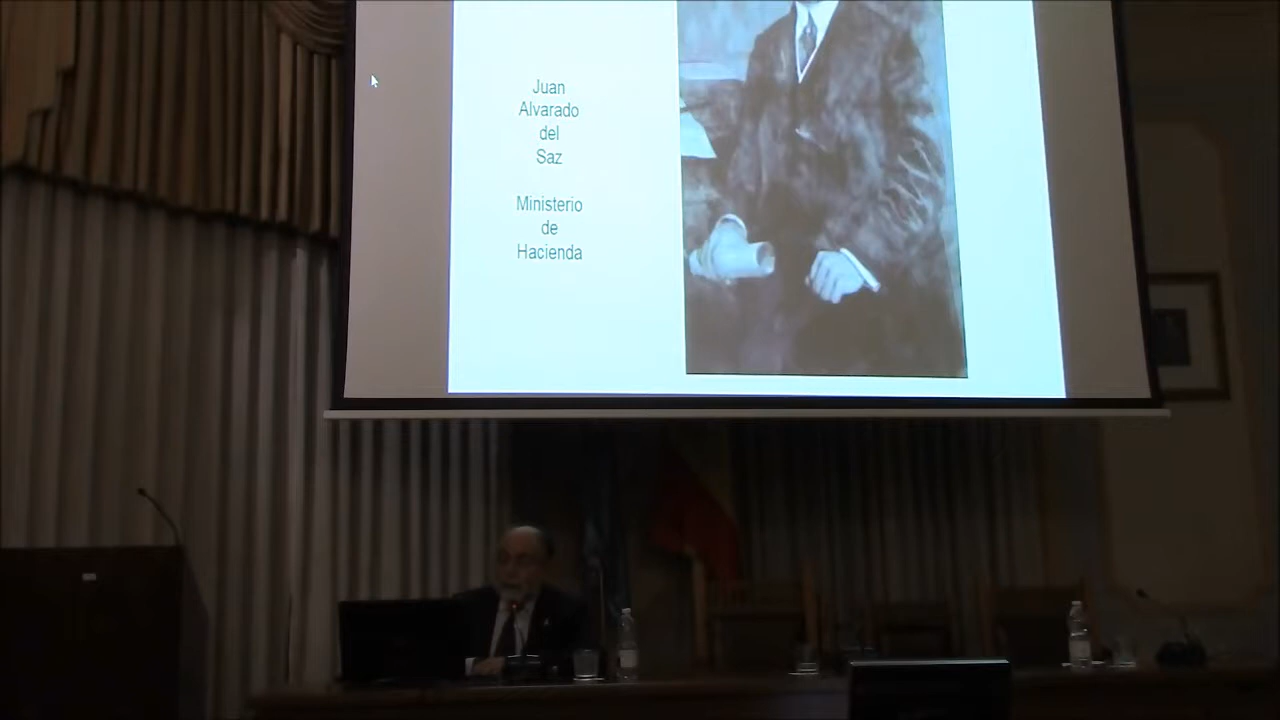 Juan
Alvarado
del
Saz
Ministerio
de
Hacienda